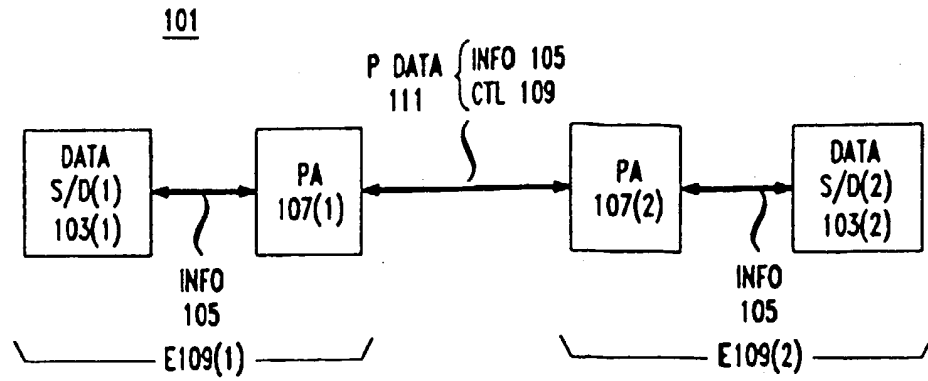 101
P DATA
111
INFO 105
CTL 109
DATA
S/D(1)
103(1)
PA
107(1)
PA
107(2)
DATA
S/D(2)
103(2)
INFO
105
INFO
105
E109(1)
E109(2)